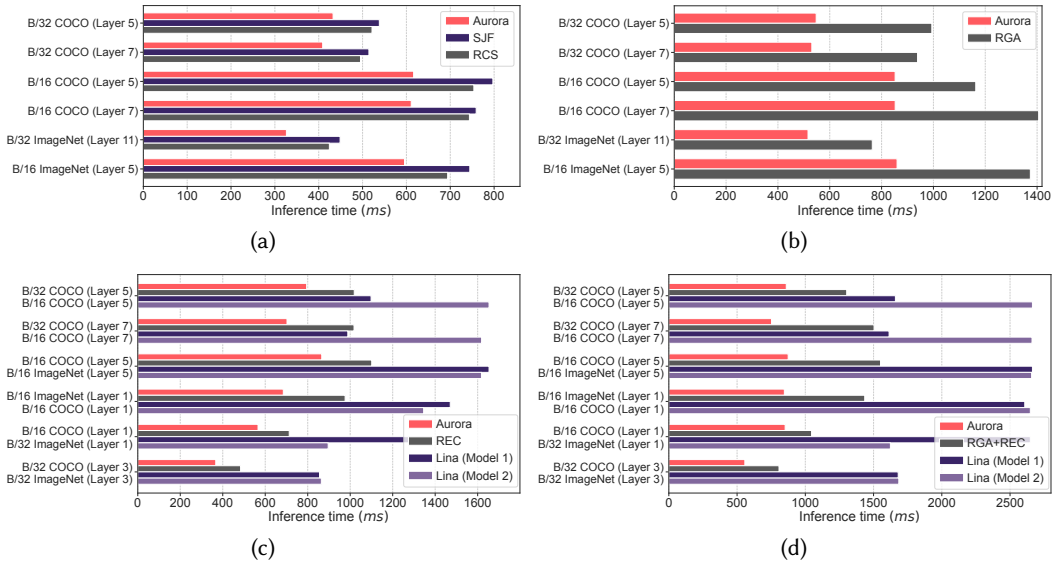 B/32 COCO (Layer 5)
B/32 COCO (Layer 7)
B/16 COCO (Layer 5)
B/16 COCO (Layer 7)
B/32 ImageNet (Layer 11)
B/16 ImageNet (Layer 5)
Aurora
SJF
RCS
0 100 200 300 400 500 600 700 800
Inference time (ms)
(a)
B/32 COCO (Layer 5)
B/32 COCO (Layer 7)
B/16 COCO (Layer 5)
B/16 COCO (Layer 7)
B/32 ImageNet (Layer 11)
B/16 ImageNet (Layer 5)
Aurora
RGA
0 200 400 600 800 1000 1200 1400
Inference time (ms)
(b)
B/32 COCO (Layer 5)
B/16 COCO (Layer 5)
B/32 COCO (Layer 7)
B/16 COCO (Layer 7)
B/16 COCO (Layer 5)
B/16 ImageNet (Layer 5)
B/16 ImageNet (Layer 1)
B/16 COCO (Layer 1)
B/16 COCO (Layer 1)
B/32 ImageNet (Layer 1)
B/32 COCO (Layer 3)
B/32 ImageNet (Layer 3)
Aurora
REC
Lina (Model 1)
Lina (Model 2)
0 200 400 600 800 1000 1200 1400 1600
Inference time (ms)
(c)
B/32 COCO (Layer 5)
B/16 COCO (Layer 5)
B/32 COCO (Layer 7)
B/16 COCO (Layer 7)
B/16 COCO (Layer 5)
B/16 ImageNet (Layer 5)
B/16 ImageNet (Layer 1)
B/16 COCO (Layer 1)
B/16 COCO (Layer 1)
B/32 ImageNet (Layer 1)
B/32 COCO (Layer 3)
B/32 ImageNet (Layer 3)
Aurora
RGA+REC
Lina (Model 1)
Lina (Model 2)
0 500 1000 1500 2000 2500
Inference time (ms)
(d)